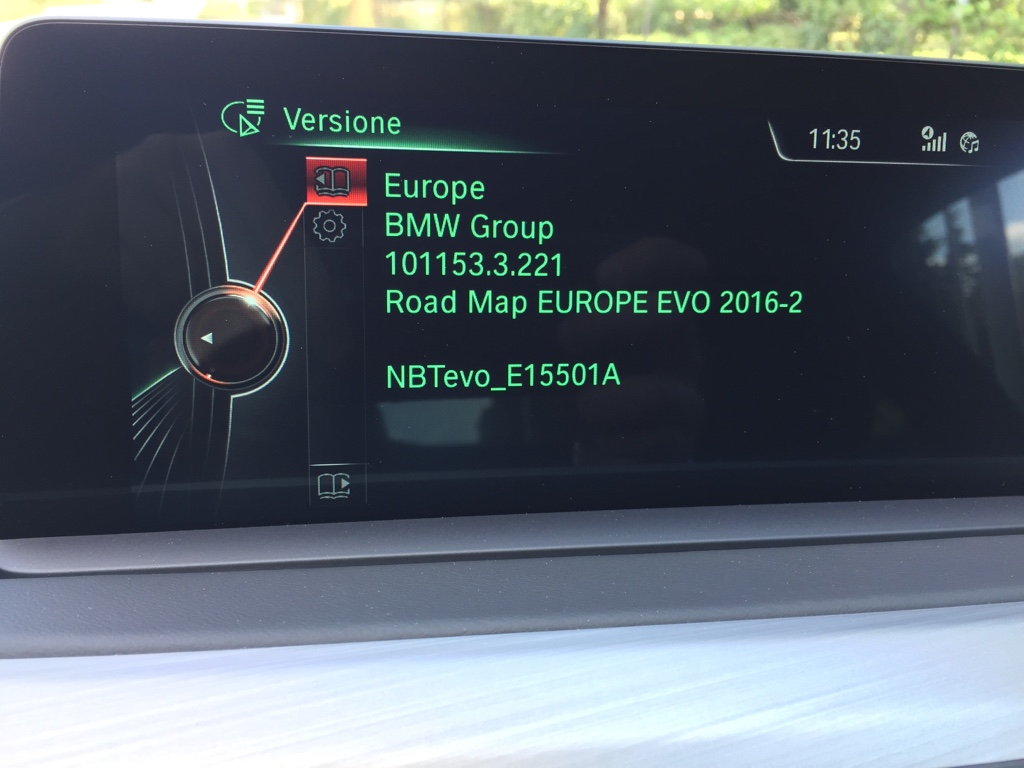 Versione
11:35
Europe
BMW Group
101153.3.221
Road Map EUROPE EVO 2016-2
NBTevo_E15501A